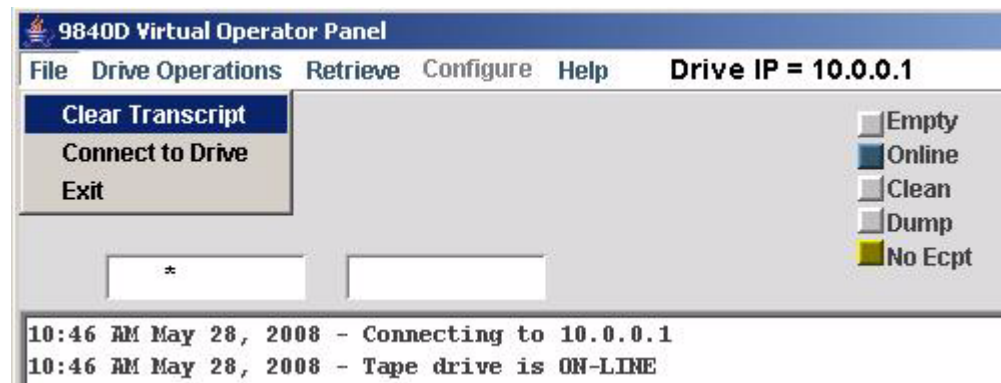 9840D Virtual Operator Panel
File Drive Operations Retrieve Configure Help Drive IP = 10.0.0.1
Clear Transcript
Connect to Drive
Exit
Empty
Online
Clean
Dump
No Ecpt
*
10:46 AM May 28, 2008 - Connecting to 10.0.0.1
10:46 AM May 28, 2008 - Tape drive is ON-LINE